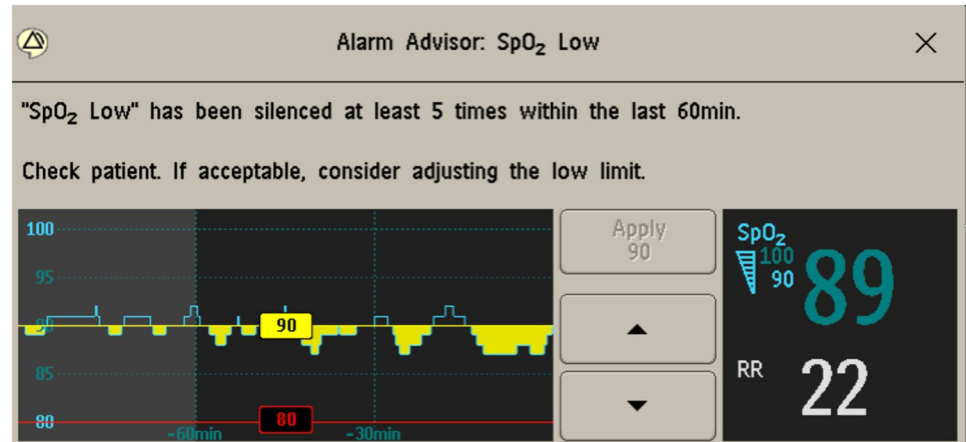 Alarm Advisor: SpO₂ Low
"SpO₂ Low" has been silenced at least 5 times within the last 60min.
Check patient. If acceptable, consider adjusting the low limit.
100
95
90
90
85
80
80
-60min
-30min
Apply
90
SpO₂
100
90
89
RR
22